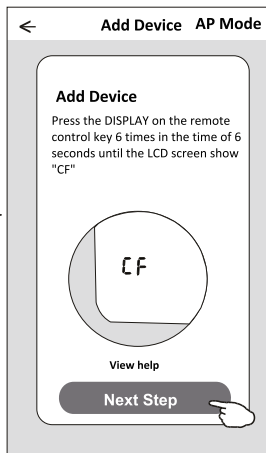 Add Device AP Mode
Add Device
Press the DISPLAY on the remote
control key 6 times in the time of 6
seconds until the LCD screen show
"CF"
CF
View help
Next Step